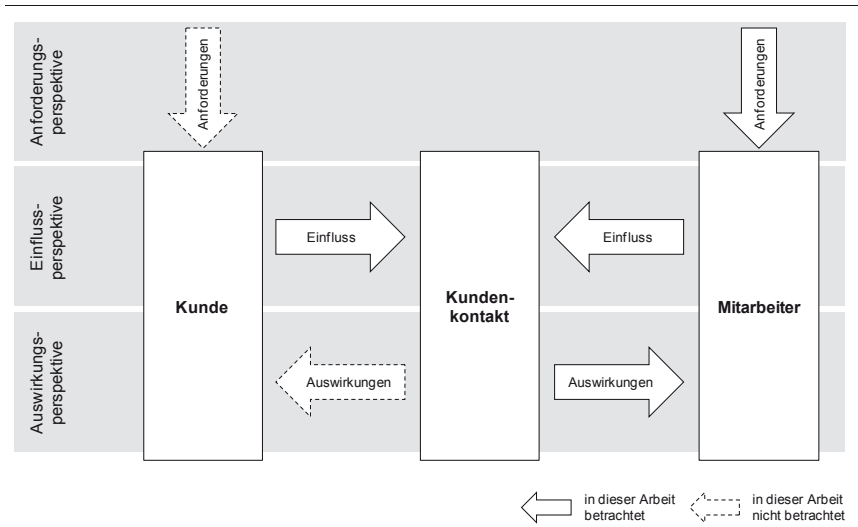 Anforderungs-
perspektive
Anforderungen
Anforderungen
Einfluss-
perspektive
Einfluss
Einfluss
Kunde
Kunden-
kontakt
Mitarbeiter
Auswirkungs-
perspektive
Auswirkungen
Auswirkungen
in dieser Arbeit
betrachtet
in dieser Arbeit
nicht betrachtet